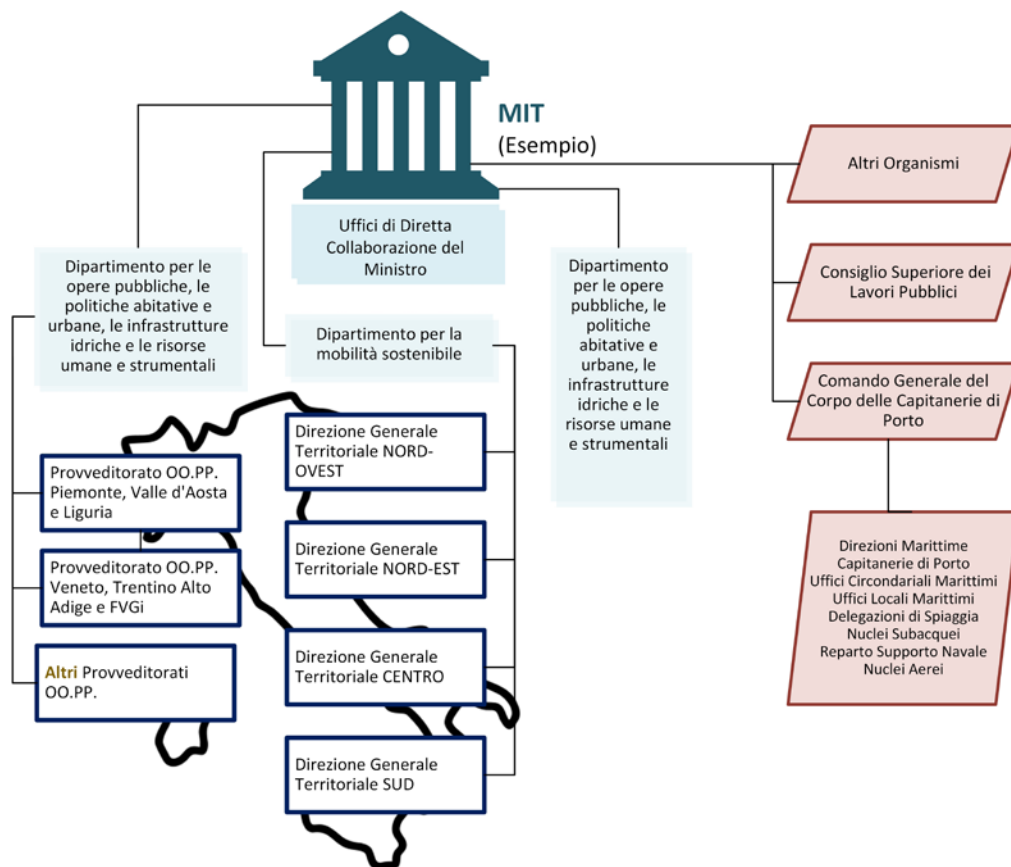 MIT
(Esempio)
Uffici di Diretta
Collaborazione del
Ministro
Dipartimento per le
opere pubbliche, le
politiche abitative e
urbane, le infrastrutture
idriche e le risorse
umane e strumentali
Provveditorato OO.PP.
Piemonte, Valle d'Aosta
e Liguria
Provveditorato OO.PP.
Veneto, Trentino Alto
Adige e FVGi
Altri Provveditorati
OO.PP.
Dipartimento per la
mobilità sostenibile
Direzione Generale
Territoriale NORD-
OVEST
Direzione Generale
Territoriale NORD-EST
Direzione Generale
Territoriale CENTRO
Direzione Generale
Territoriale SUD
Dipartimento
per le opere
pubbliche, le
politiche
abitative e
urbane, le
infrastrutture
idriche e le
risorse umane
e strumentali
Altri Organismi
Consiglio Superiore dei
Lavori Pubblici
Comando Generale del
Corpo delle Capitanerie di
Porto
Direzioni Marittime
Capitanerie di Porto
Uffici Circondariali Marittimi
Uffici Locali Marittimi
Delegazioni di Spiaggia
Nuclei Subacquei
Reparto Supporto Navale
Nuclei Aerei